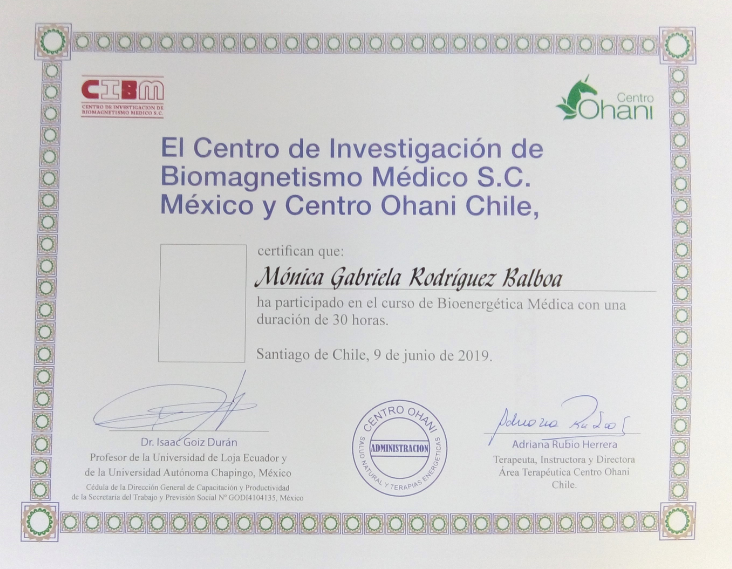 CIBM
CENTRO DE INVESTIGACIÓN DE
BIOMAGNETISMO MÉDICO S.C.
Centro
Ohani
El Centro de Investigación de
Biomagnetismo Médico S.C.
México y Centro Ohani Chile,
certifican que:
Mónica Gabriela Rodríguez Balboa
ha participado en el curso de Bioenergética Médica con una
duración de 30 horas.
Santiago de Chile, 9 de junio de 2019.
Dr. Isaac Goiz Durán
Profesor de la Universidad de Loja Ecuador y
de la Universidad Autónoma Chapingo, México
Cédula de la Dirección General de Capacitación y Productividad
de la Secretaria del Trabajo y Previsión Social Nº GODI4104135, México
CENTRO OHANI
ADMINISTRACION
SALUD NATURAL Y TERAPIAS ENERGETICAS
Adriana Rubio Herrera
Terapeuta, Instructora y Directora
Área Terapéutica Centro Ohani
Chile.